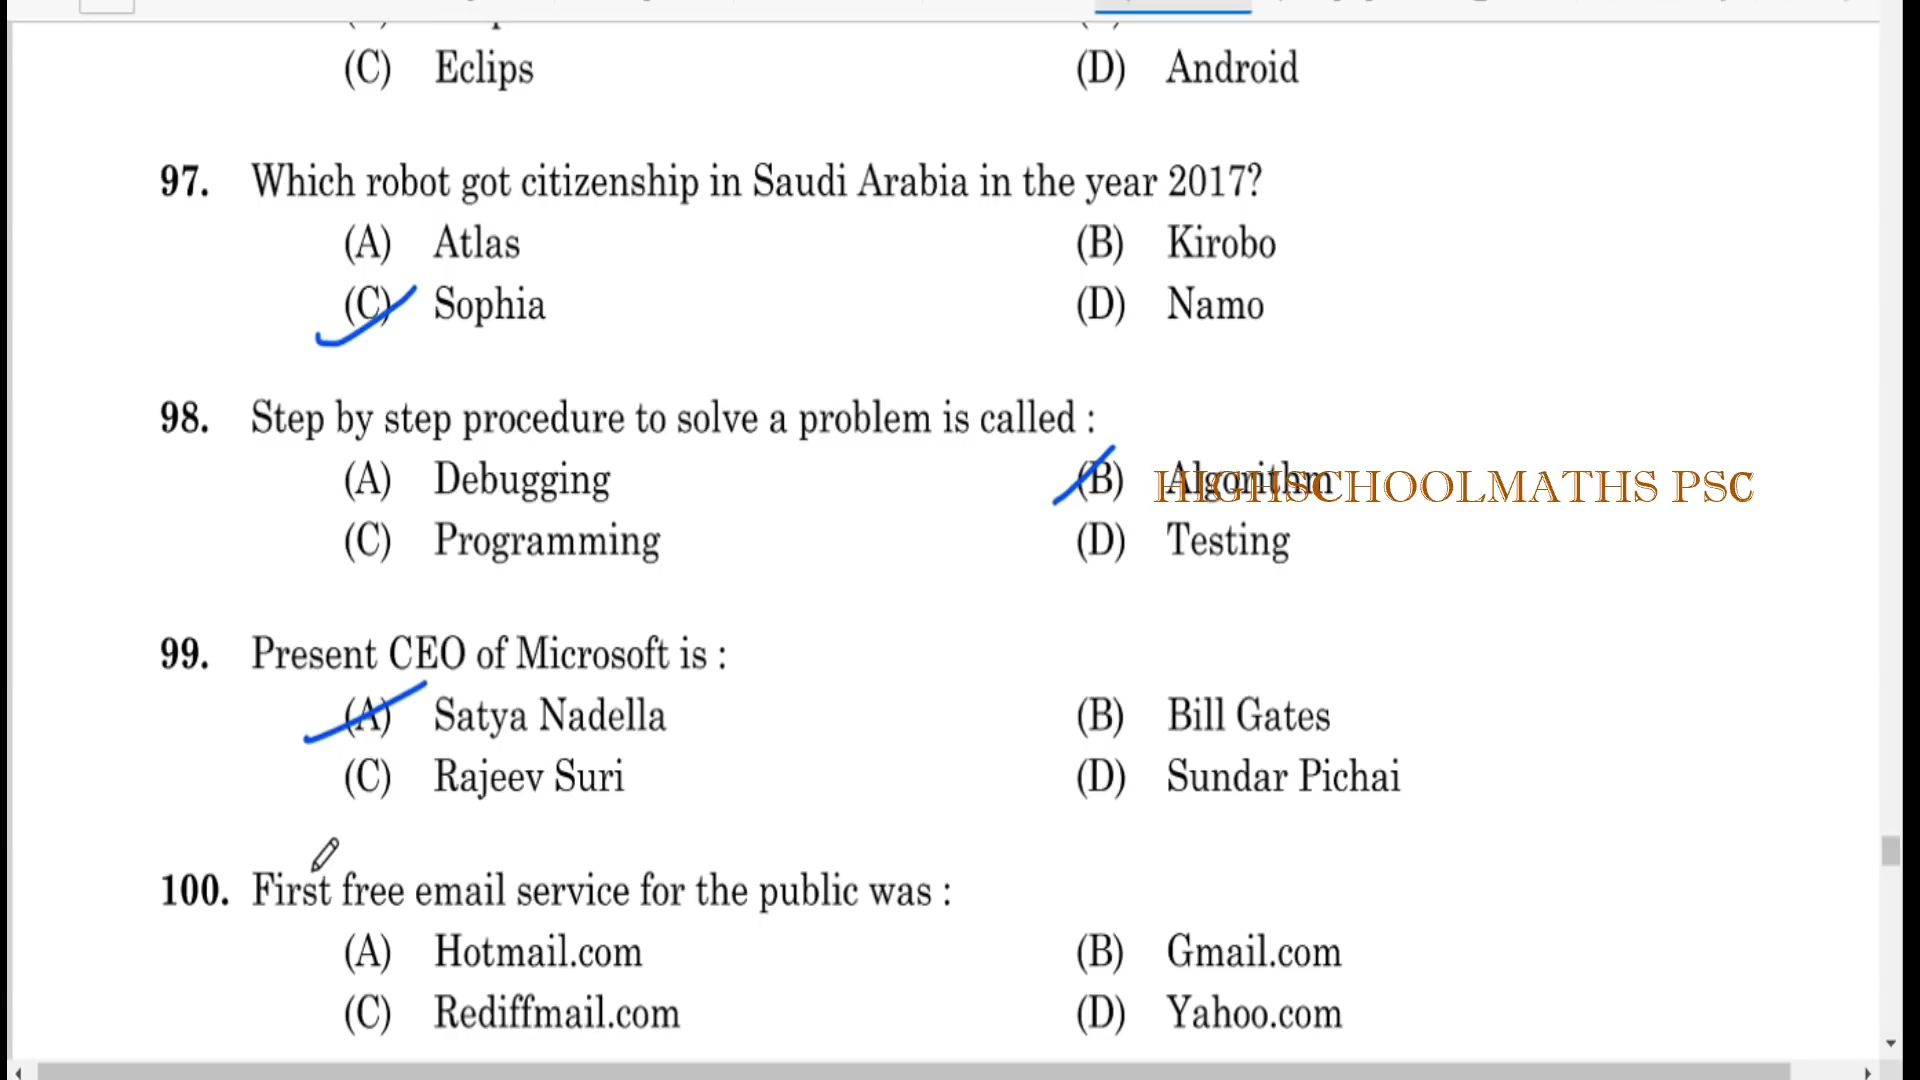 (C) Eclips (D) Android
97. Which robot got citizenship in Saudi Arabia in the year 2017?
(A) Atlas (B) Kirobo
(C) Sophia (D) Namo
98. Step by step procedure to solve a problem is called :
(A) Debugging (B) Algorithm
HIGHSCHOOLMATHS PSC
(C) Programming (D) Testing
99. Present CEO of Microsoft is :
(A) Satya Nadella (B) Bill Gates
(C) Rajeev Suri (D) Sundar Pichai
100. First free email service for the public was :
(A) Hotmail.com (B) Gmail.com
(C) Rediffmail.com (D) Yahoo.com